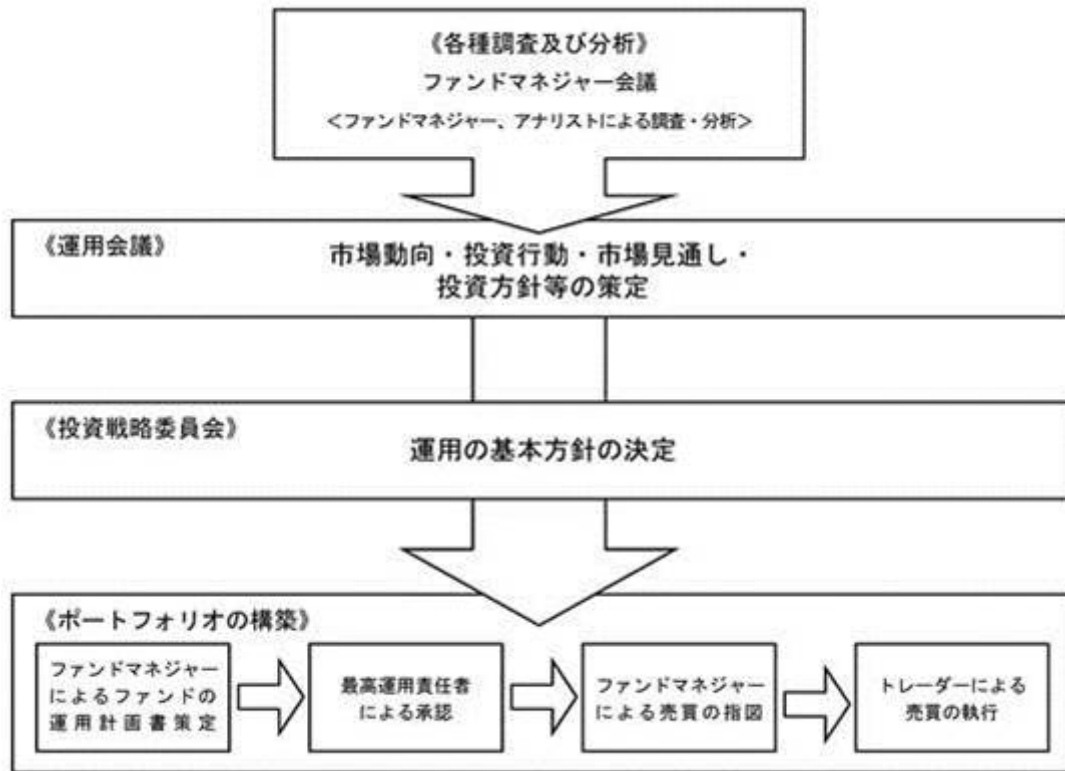 《各種調査及び分析》
ファンドマネジャー会議
<ファンドマネジャー、アナリストによる調査・分析>
《運用会議》
市場動向・投資行動・市場見通し・
投資方針等の策定
《投資戦略委員会》
運用の基本方針の決定
《ポートフォリオの構築》
ファンドマネジャー
によるファンドの
運用計画書策定
最高運用責任者
による承認
ファンドマネジャー
による売買の指図
トレーダーによる
売買の執行